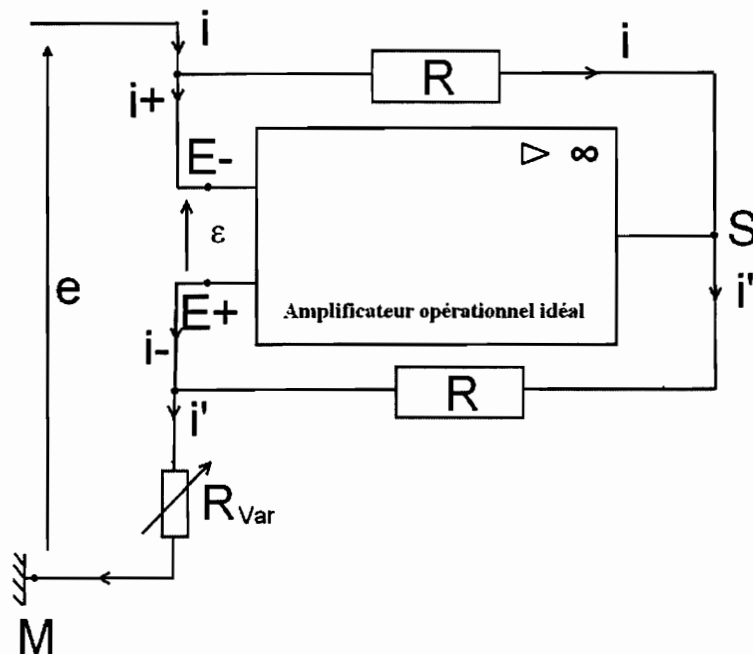 i
i
R
i+
E-
▷ ∞
S
ε
e
E+
Amplificateur opérationnel idéal
i'
i-
R
i'
R Var
M